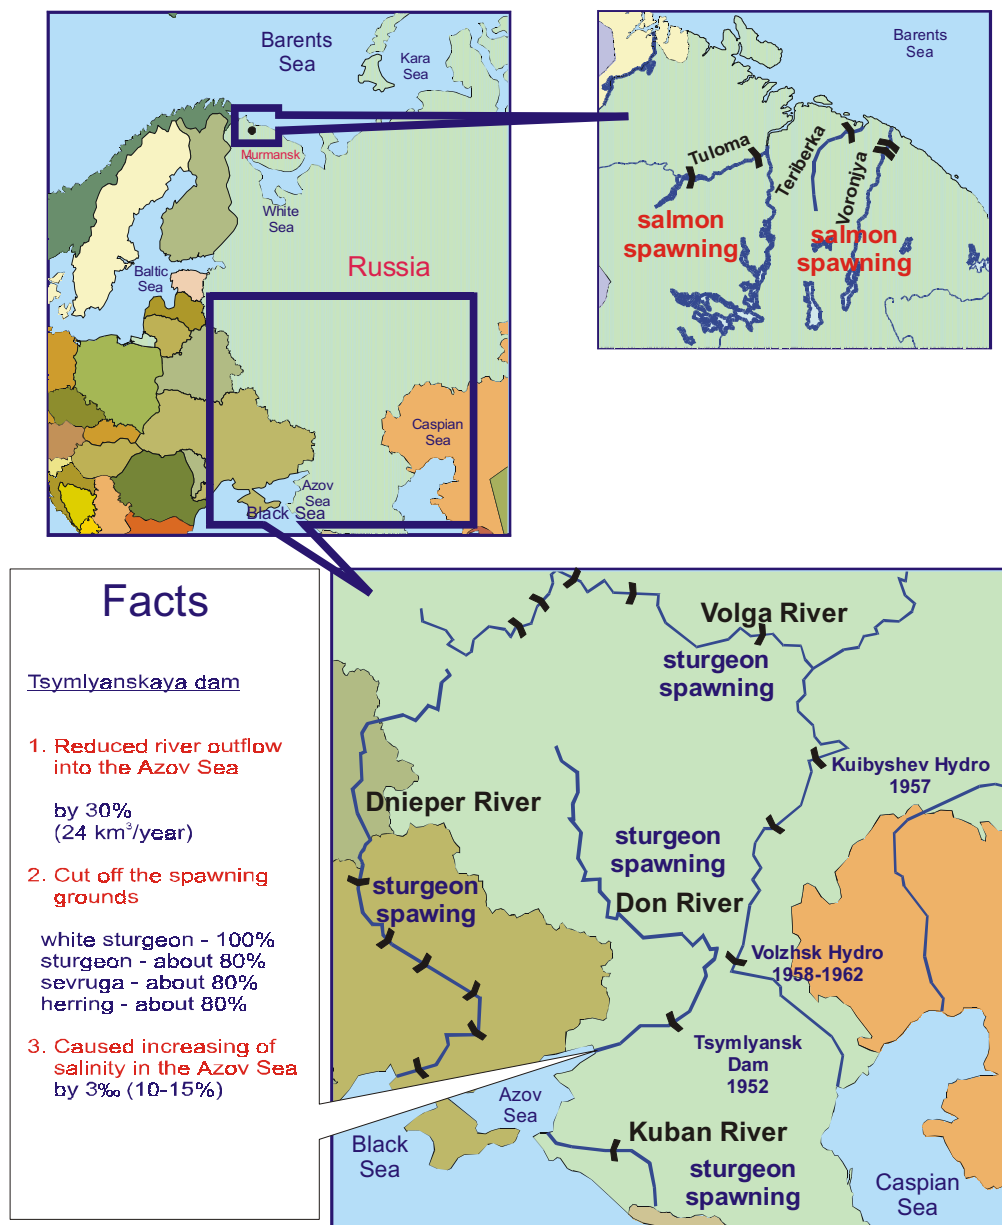 Barents
Sea
Kara
Sea
Murmansk
White
Sea
Russia
Baltic
Sea
Caspian
Sea
Azov
Sea
Black Sea
Barents
Sea
Tuloma
Teriberka
Voronjya
salmon
spawning
salmon
spawning
Facts
Tsymlyanskaya dam
1. Reduced river outflow
into the Azov Sea
by 30%
(24 km³/year)
2. Cut off the spawning
grounds
white sturgeon - 100%
sturgeon - about 80%
sevruga - about 80%
herring - about 80%
3. Caused increasing of
salinity in the Azov Sea
by 3‰ (10-15%)
Volga River
sturgeon
spawning
Kuibyshev Hydro
1957
Dnieper River
sturgeon
spawning
sturgeon
spawing
Don River
Volzhsk Hydro
1958-1962
Tsymlyansk
Dam
1952
Azov
Sea
Black
Sea
Kuban River
sturgeon
spawning
Caspian
Sea